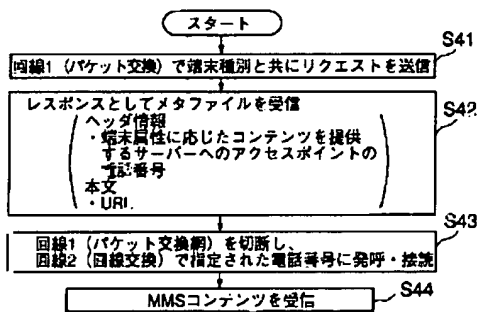 スタート
S41
回線1（パケット交換）で端末種別と共にリクエストを送信
S42
レスポンスとしてメタファイルを受信
ヘッダ情報
・端末属性に応じたコンテンツを提供
するサーバーへのアクセスポイントの
電話番号
本文
・URL
S43
回線1（パケット交換網）を切断し、
回線2（回線交換）で指定された電話番号に発呼・接続
S44
MMSコンテンツを受信